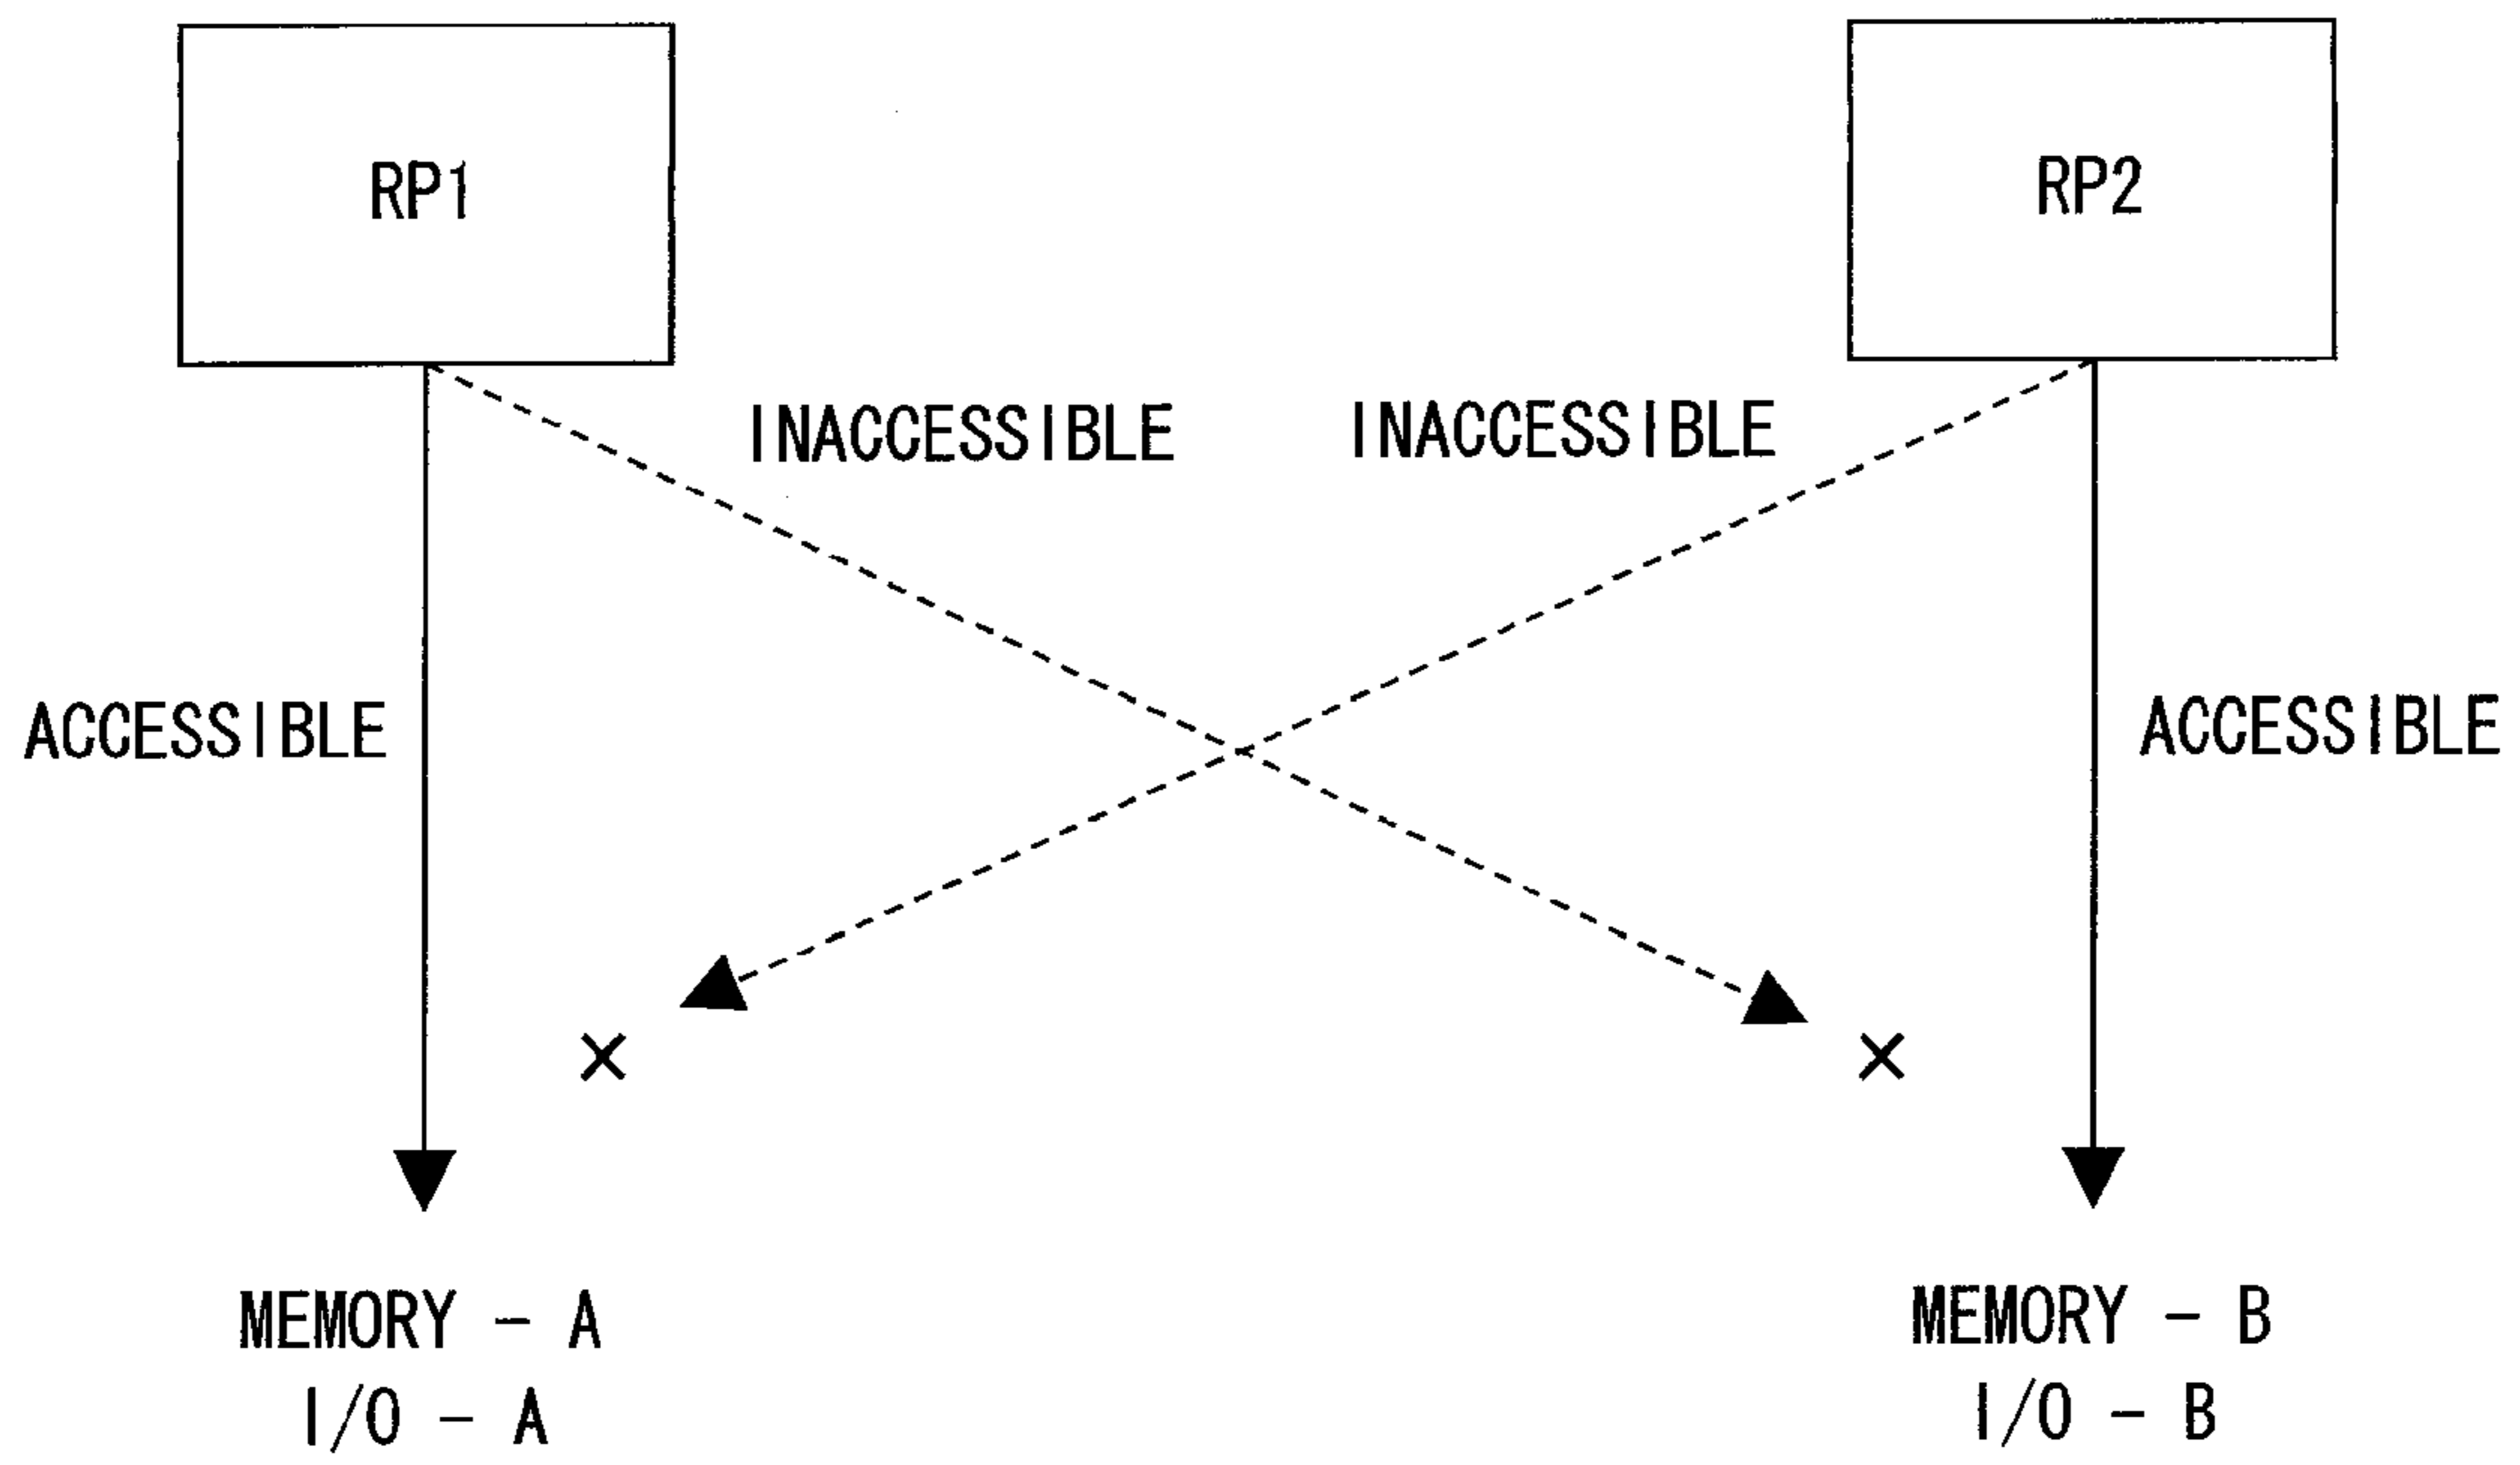 RP1
RP2
INACCESSIBLE
INACCESSIBLE
ACCESSIBLE
ACCESSIBLE
×
×
MEMORY - A
I/O - A
MEMORY - B
I/O - B